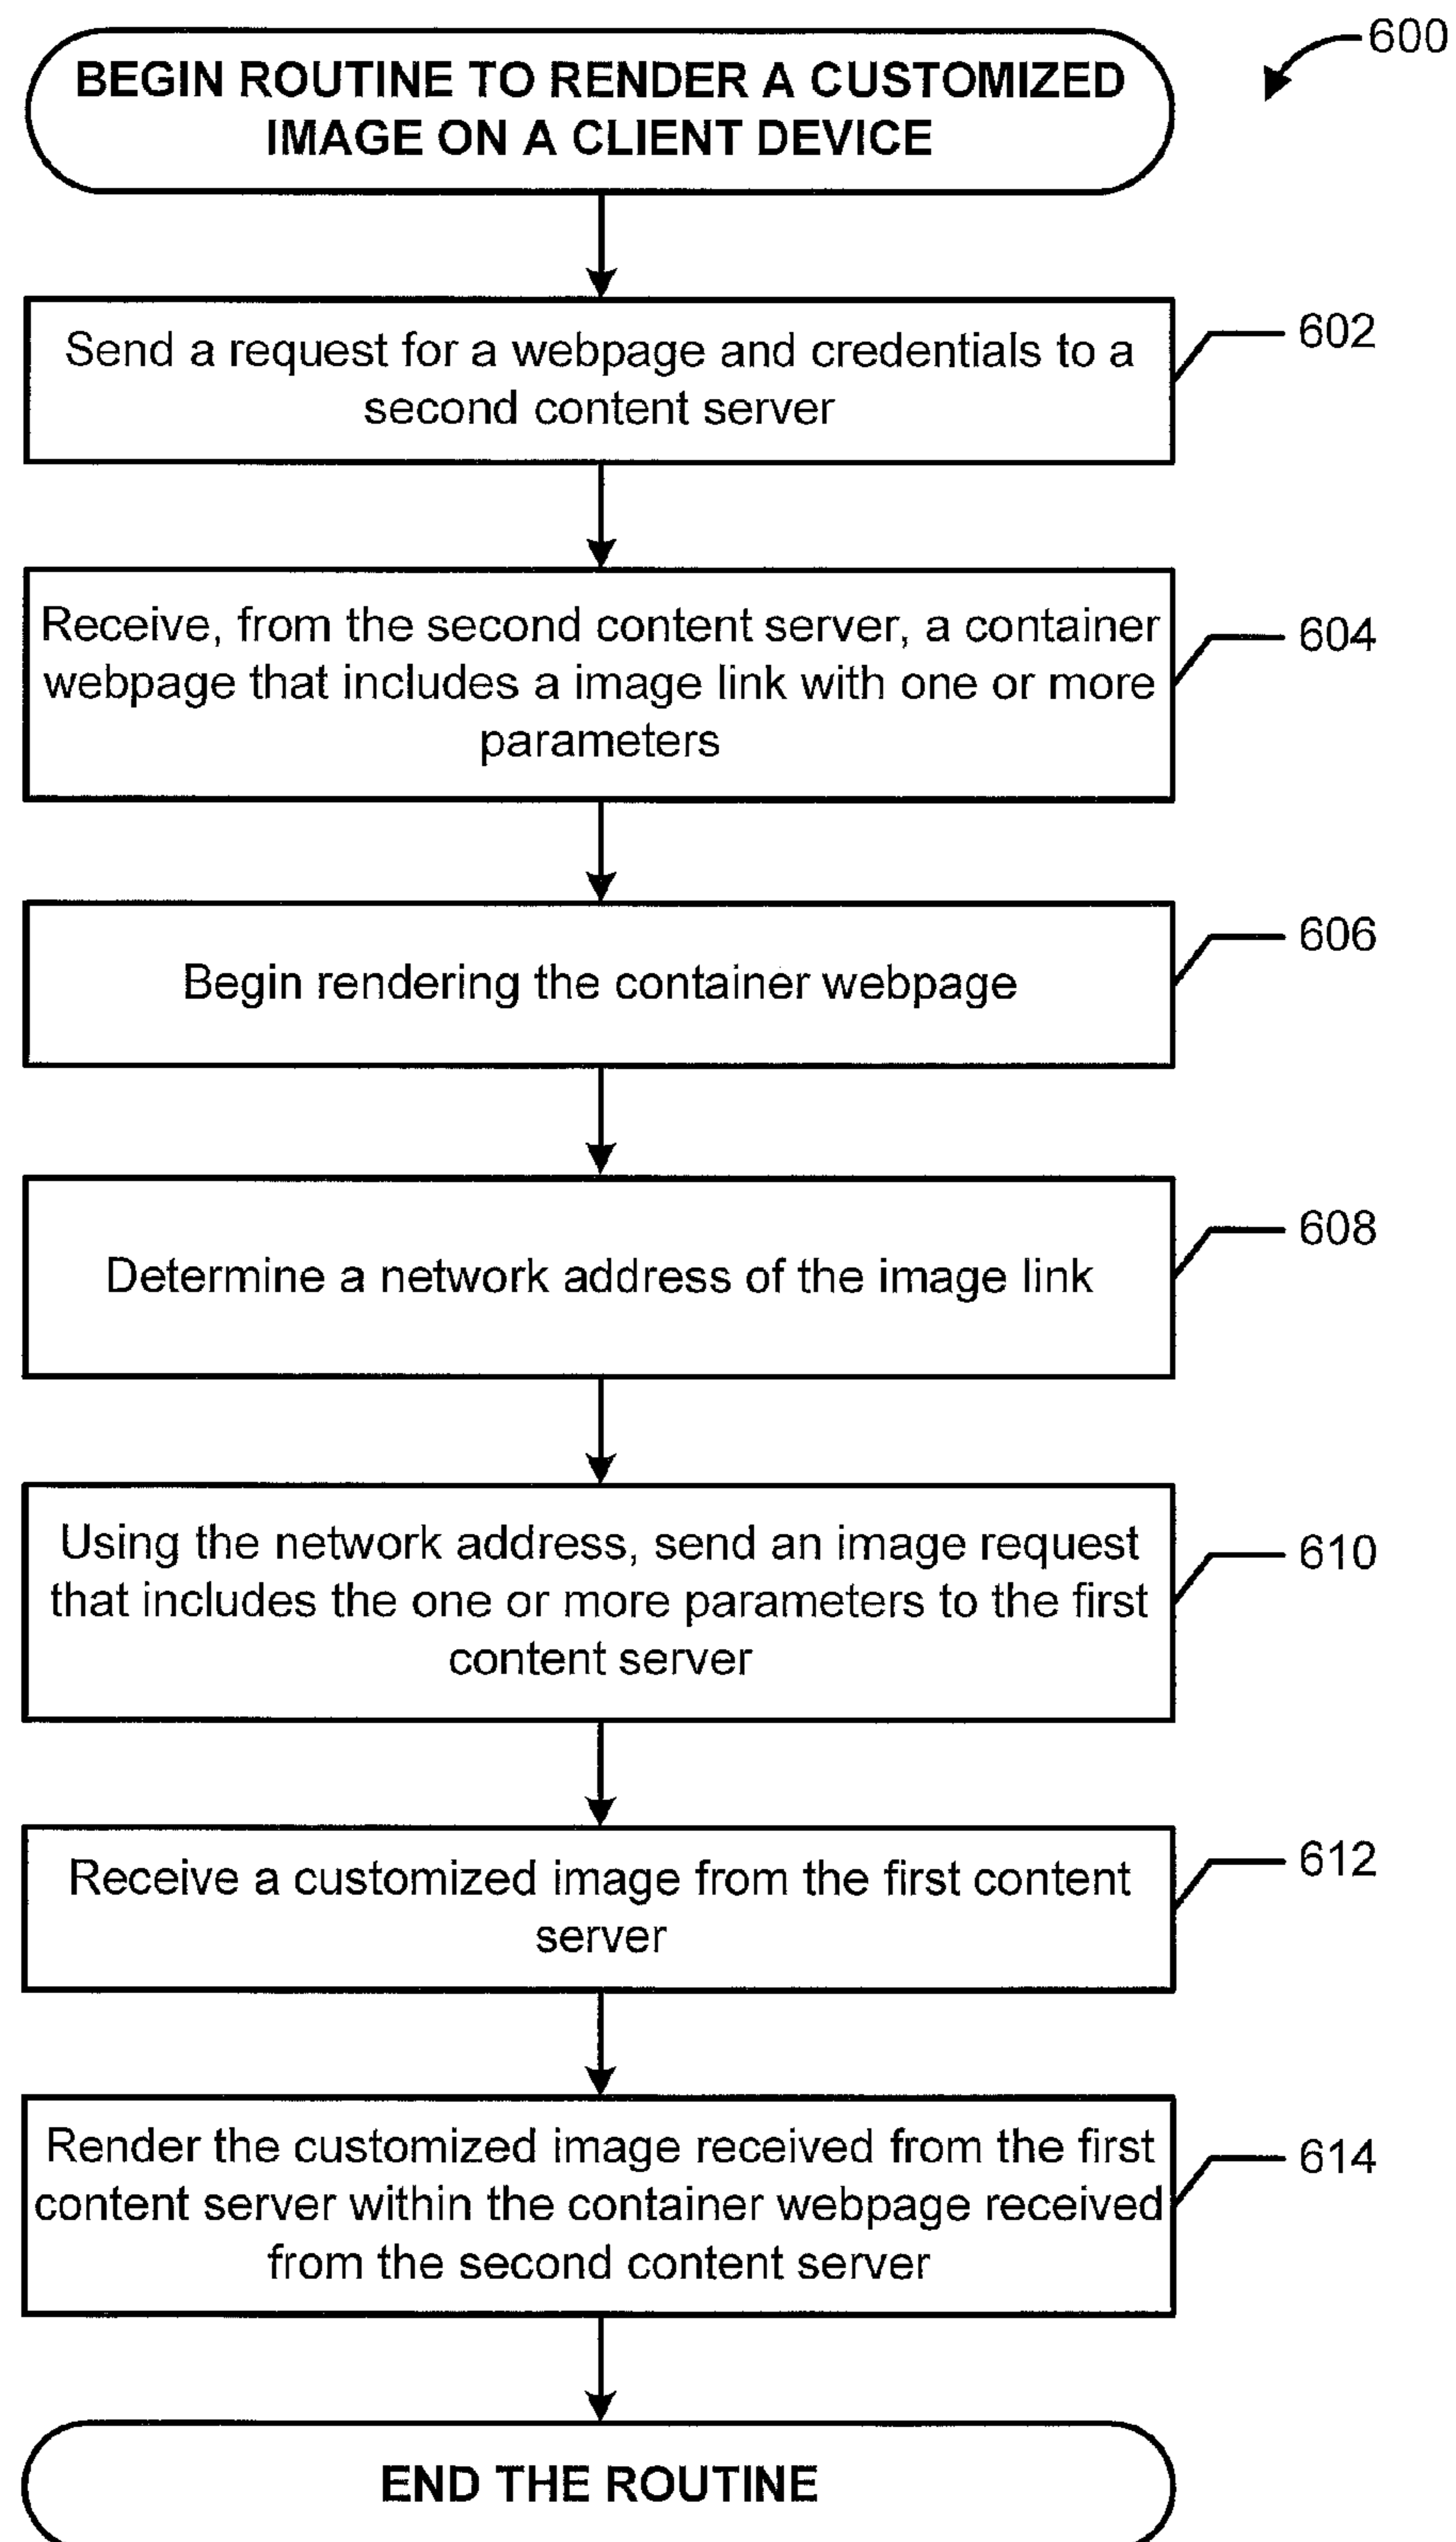 600
BEGIN ROUTINE TO RENDER A CUSTOMIZED
IMAGE ON A CLIENT DEVICE
Send a request for a webpage and credentials to a
second content server
602
Receive, from the second content server, a container
webpage that includes a image link with one or more
parameters
604
Begin rendering the container webpage
606
Determine a network address of the image link
608
Using the network address, send an image request
that includes the one or more parameters to the first
content server
610
Receive a customized image from the first content
server
612
Render the customized image received from the first
content server within the container webpage received
from the second content server
614
END THE ROUTINE